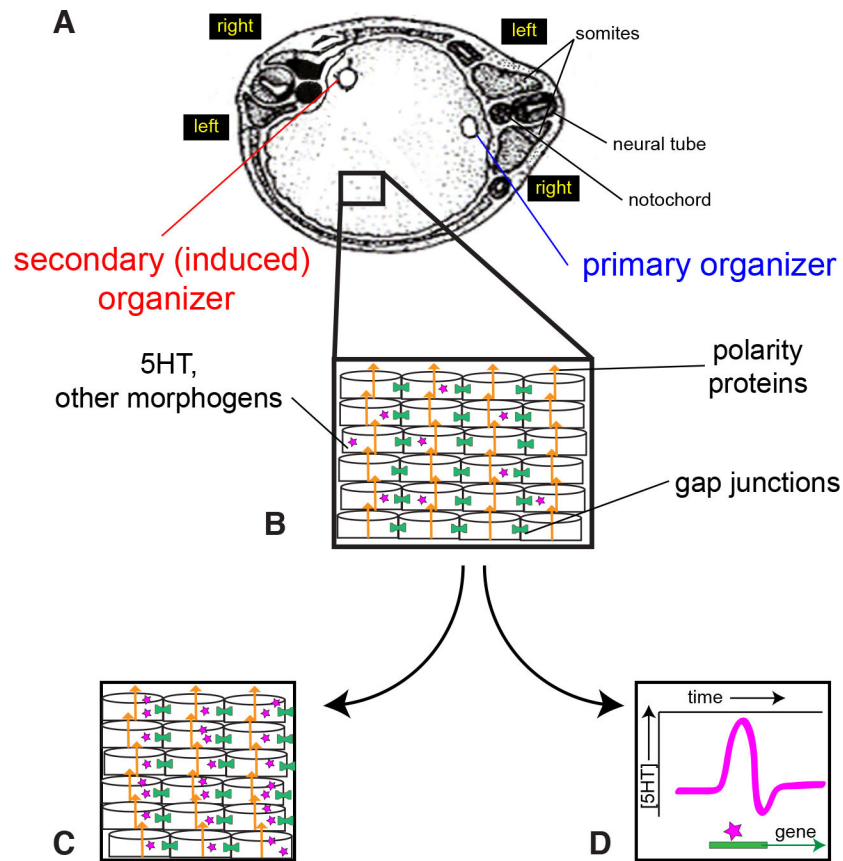 A
right
left
somites
left
neural tube
right
notochord
secondary (induced)
organizer
primary organizer
5HT,
other morphogens
polarity
proteins
gap junctions
B
time
[5HT]
gene
C
D